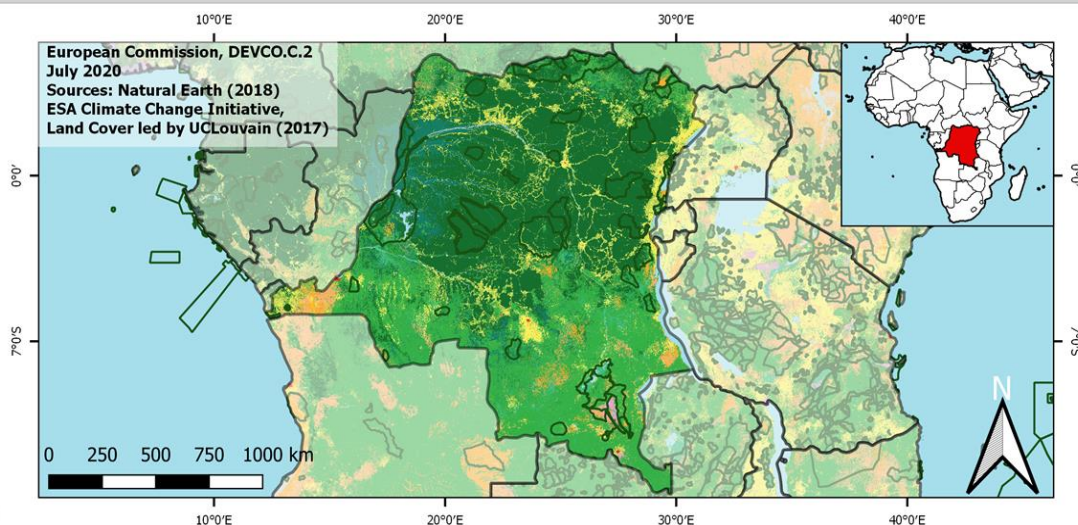 10°0'E 20°0'E 30°0'E 40°0'E
European Commission, DEVCO.C.2
July 2020
Sources: Natural Earth (2018)
ESA Climate Change Initiative,
Land Cover led by UCLouvain (2017)
0°0'
7°0'S
N
0 250 500 750 1000 km
10°0'E 20°0'E 30°0'E 40°0'E